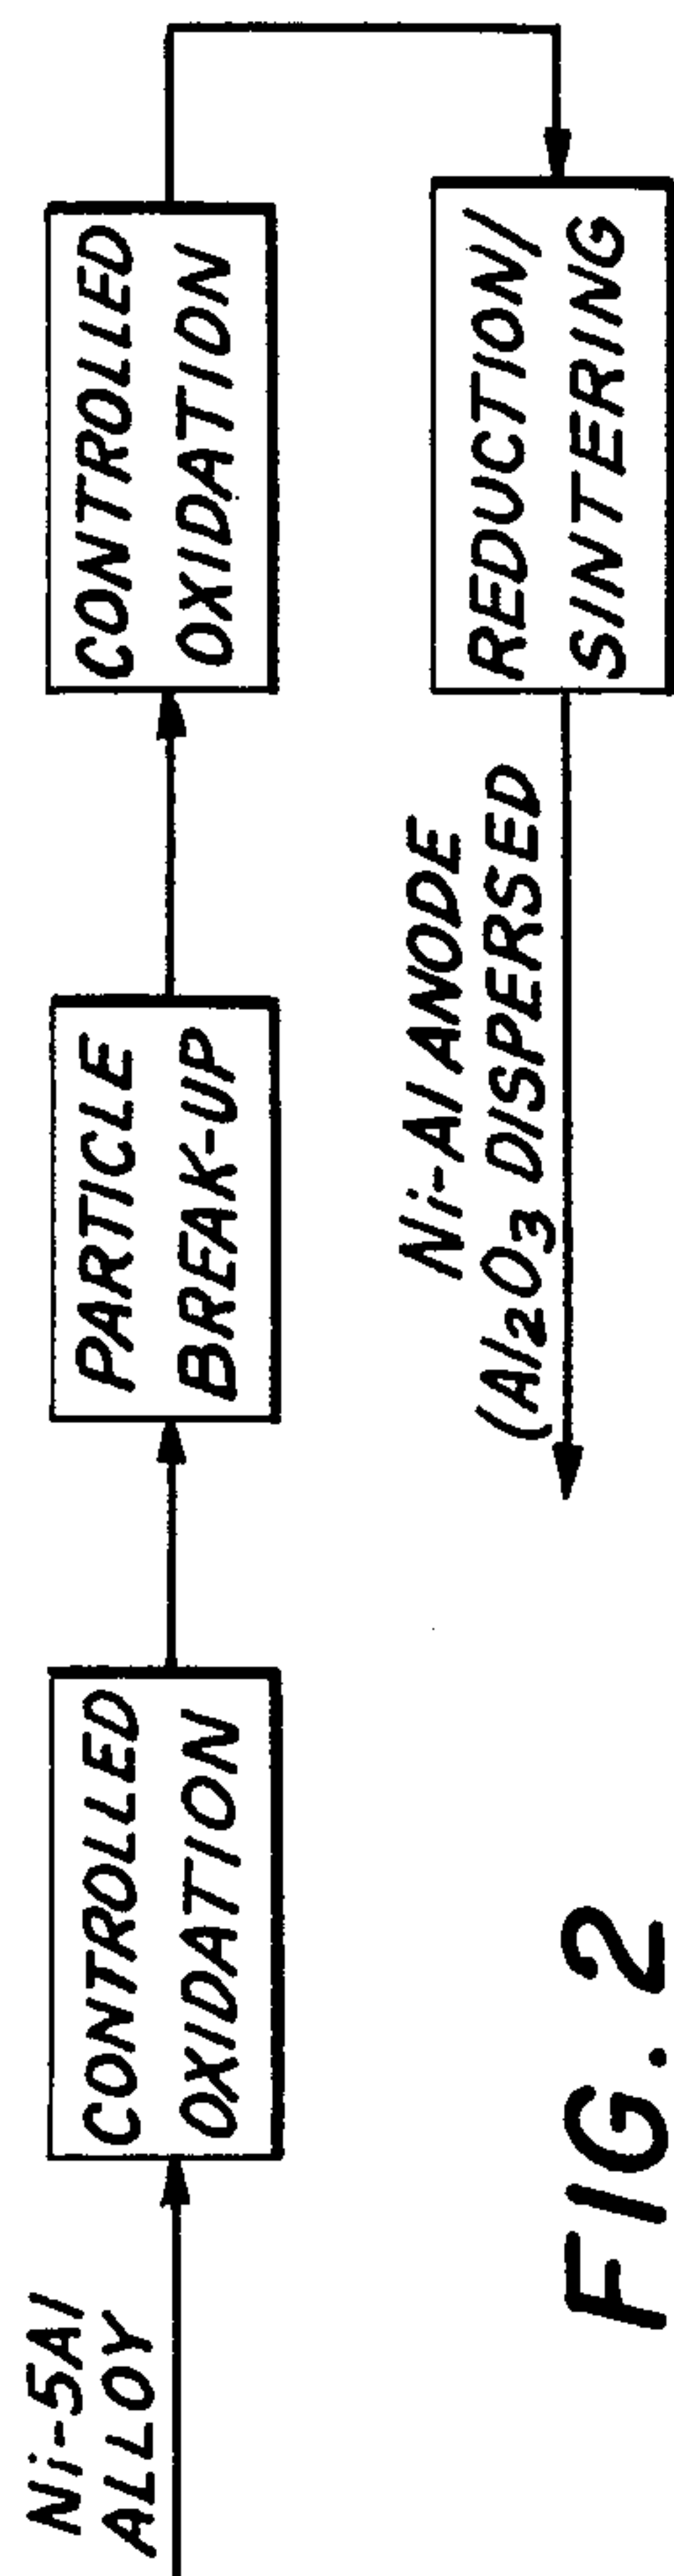 Ni-5Al
ALLOY
CONTROLLED
OXIDATION
PARTICLE
BREAK-UP
CONTROLLED
OXIDATION
REDUCTION/
SINTERING
Ni-Al ANODE
(Al₂O₃ DISPERSED
FIG. 2